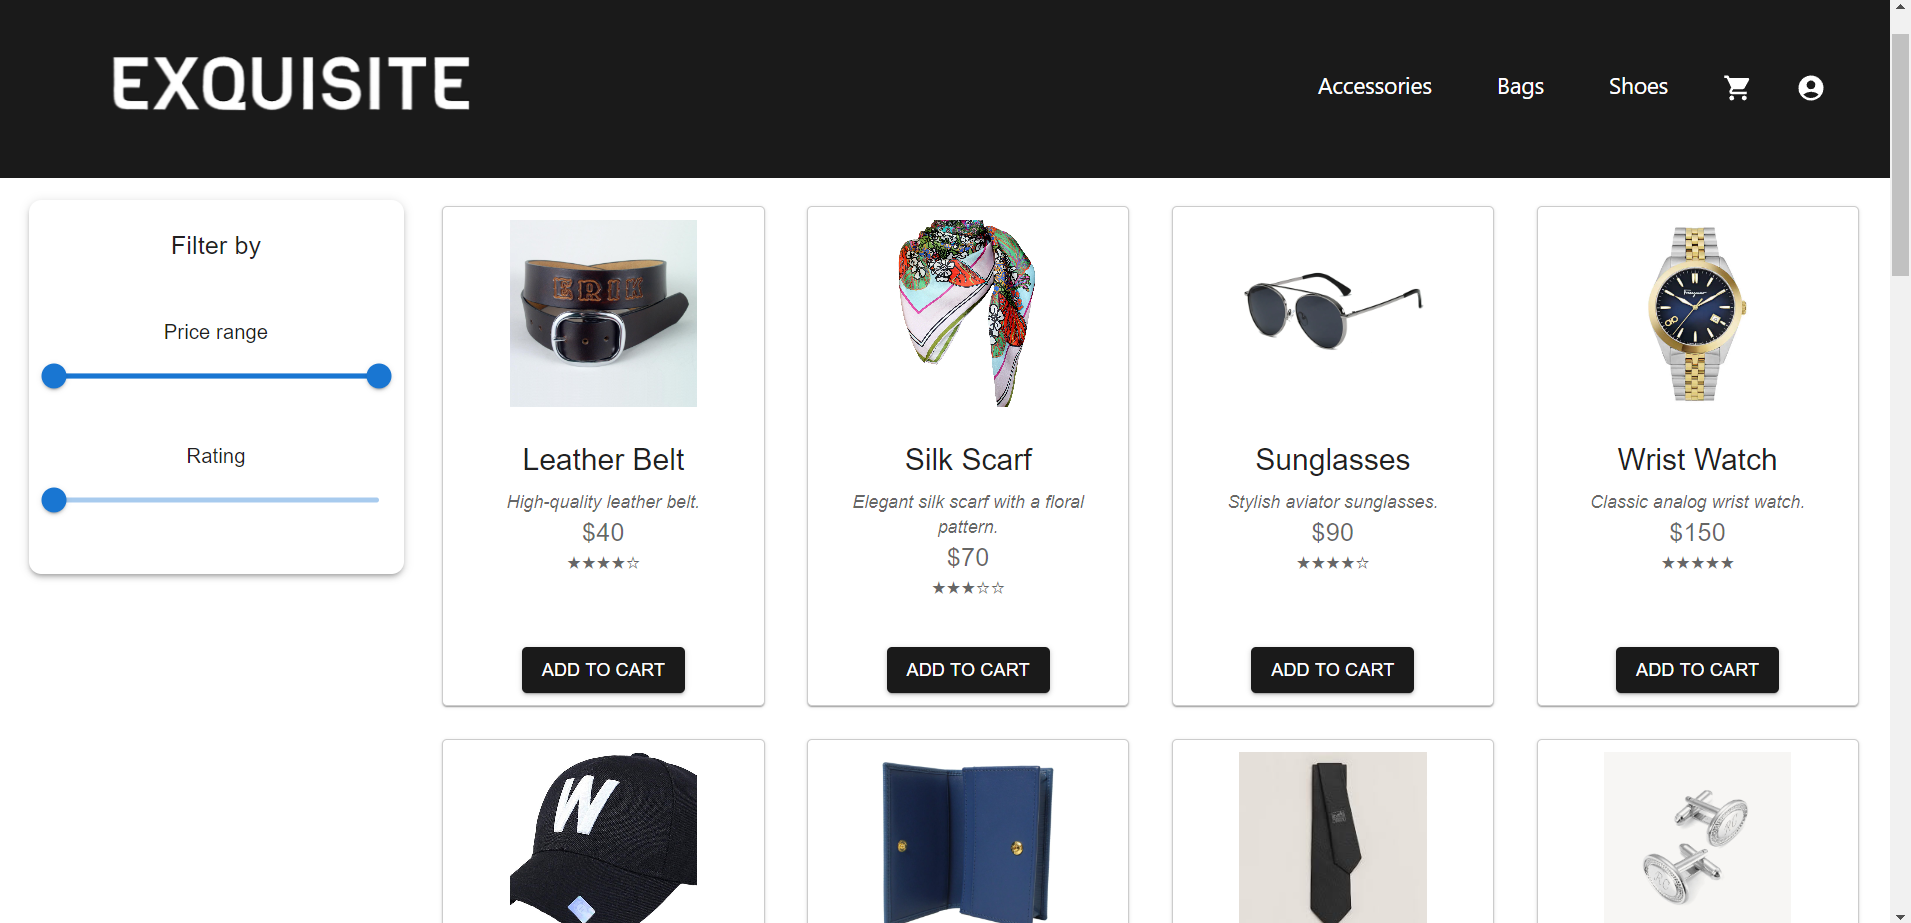 EXQUISITE
Accessories
Bags
Shoes
Filter by
Price range
Rating
ERIK
Leather Belt
High-quality leather belt.
$40
★★★★☆
ADD TO CART
Silk Scarf
Elegant silk scarf with a floral
pattern.
$70
★★★☆☆
ADD TO CART
Sunglasses
Stylish aviator sunglasses.
$90
★★★★☆
ADD TO CART
Wrist Watch
Classic analog wrist watch.
$150
★★★★★
ADD TO CART
W